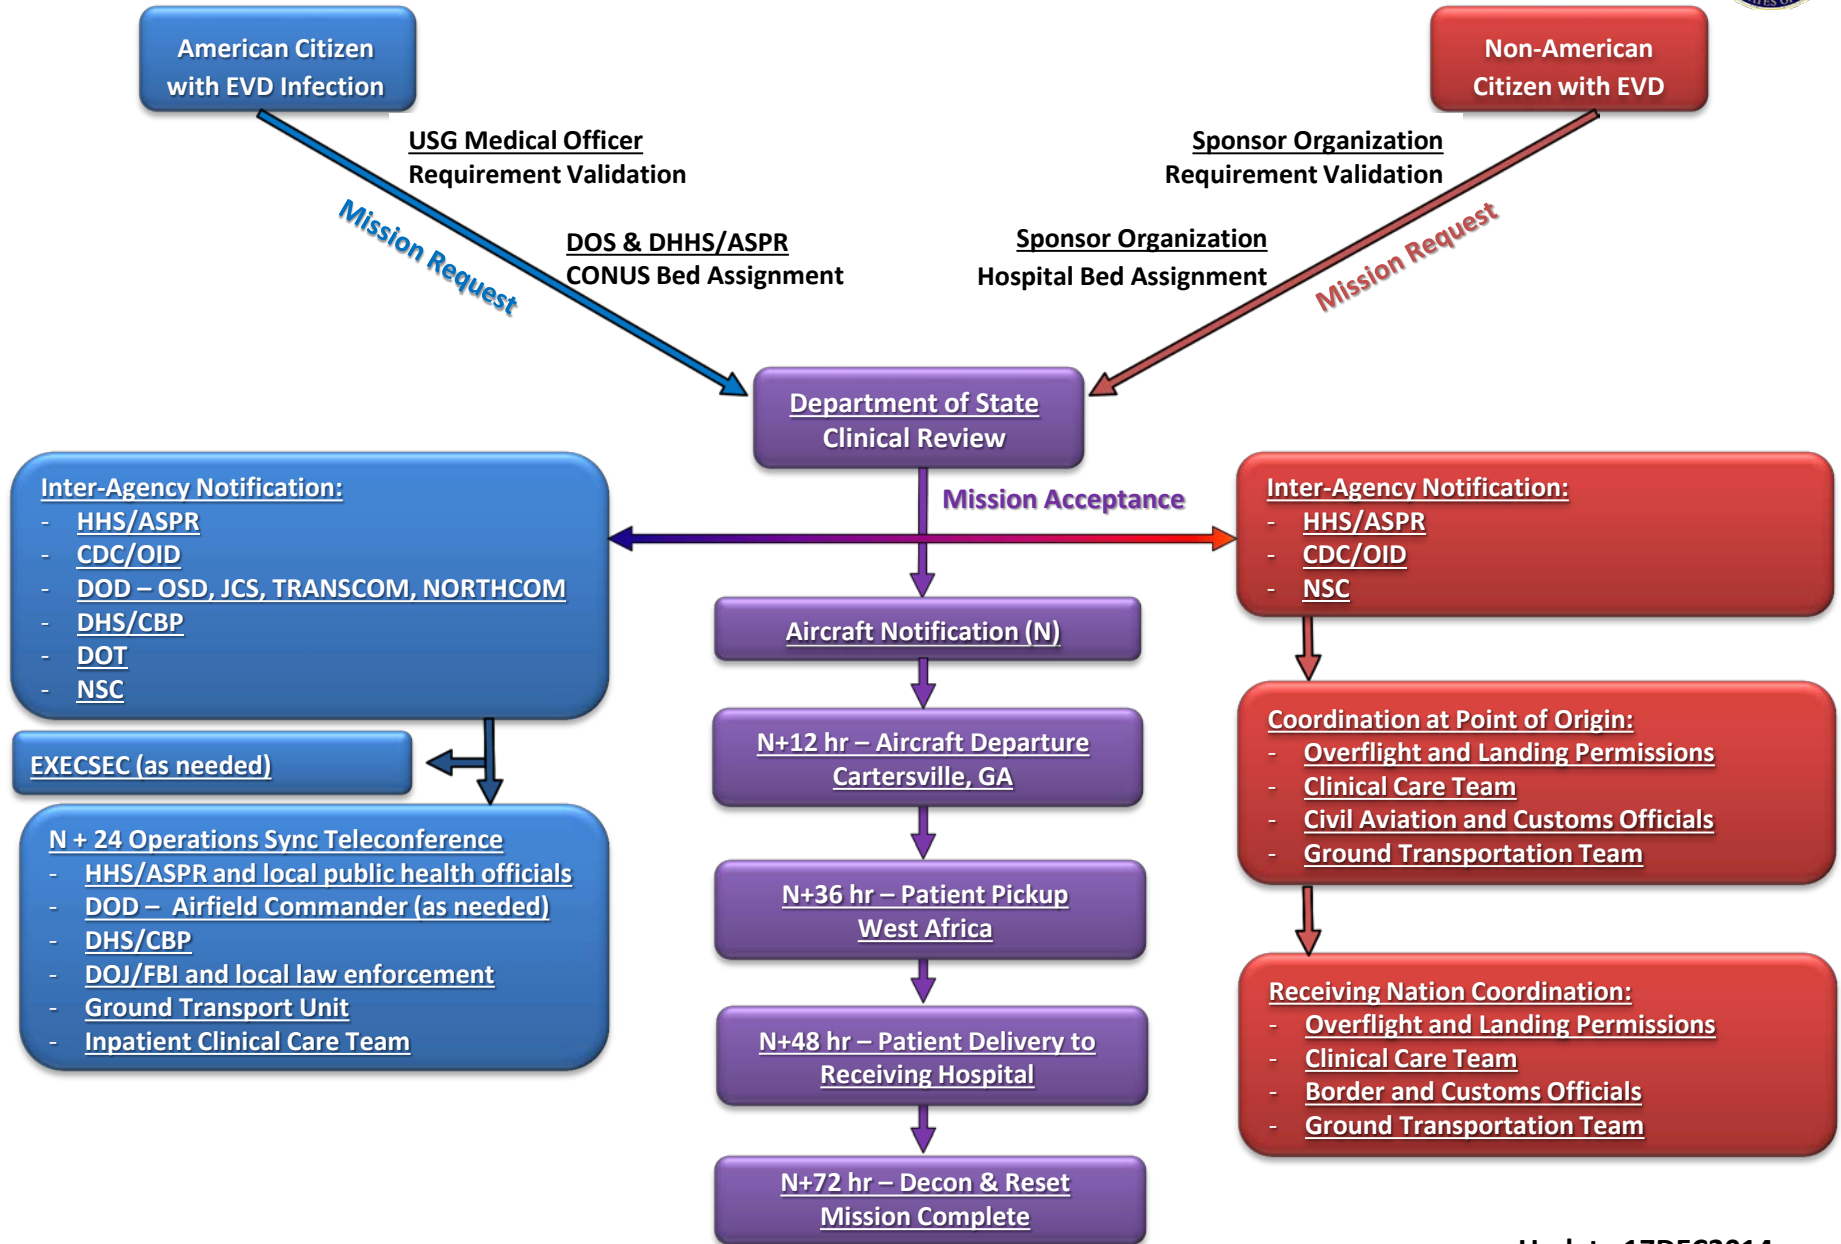 American Citizen
with EVD Infection
Non-American
Citizen with EVD
USG Medical Officer
Requirement Validation
Sponsor Organization
Requirement Validation
Mission Request
DOS & DHHS/ASPR
CONUS Bed Assignment
Sponsor Organization
Hospital Bed Assignment
Mission Request
Department of State
Clinical Review
Mission Acceptance
Inter-Agency Notification:
- HHS/ASPR
- CDC/OID
- DOD – OSD, JCS, TRANSCOM, NORTHCOM
- DHS/CBP
- DOT
- NSC
EXECSEC (as needed)
N + 24 Operations Sync Teleconference
- HHS/ASPR and local public health officials
- DOD – Airfield Commander (as needed)
- DHS/CBP
- DOJ/FBI and local law enforcement
- Ground Transport Unit
- Inpatient Clinical Care Team
Aircraft Notification (N)
N+12 hr – Aircraft Departure
Cartersville, GA
N+36 hr – Patient Pickup
West Africa
N+48 hr – Patient Delivery to
Receiving Hospital
N+72 hr – Decon & Reset
Mission Complete
Inter-Agency Notification:
- HHS/ASPR
- CDC/OID
- NSC
Coordination at Point of Origin:
- Overflight and Landing Permissions
- Clinical Care Team
- Civil Aviation and Customs Officials
- Ground Transportation Team
Receiving Nation Coordination:
- Overflight and Landing Permissions
- Clinical Care Team
- Border and Customs Officials
- Ground Transportation Team
Update 17DEC2014